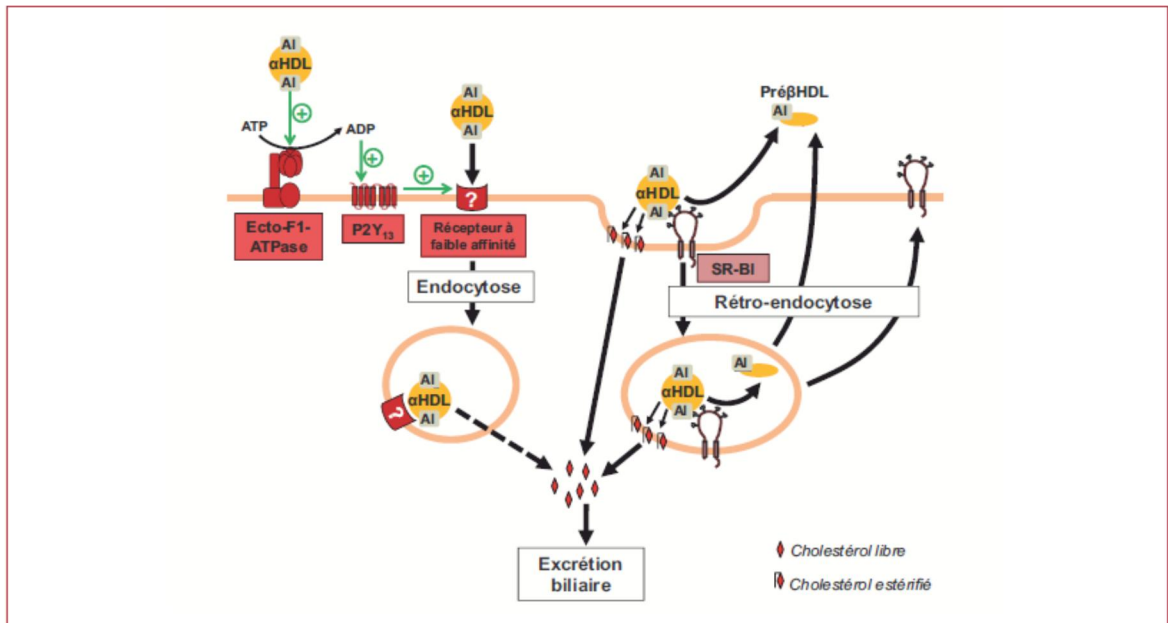 AI
αHDL
AI
ATP
ADP
AI
αHDL
AI
Ecto-F1-
ATPase
P2Y13
?
Récepteur à
faible affinité
AI
αHDL
AI
PréβHDL
AI
SR-BI
Endocytose
Rétro-endocytose
?
AI
αHDL
AI
AI
αHDL
AI
AI
Excrétion
biliaire
Cholestérol libre
Cholestérol estérifié